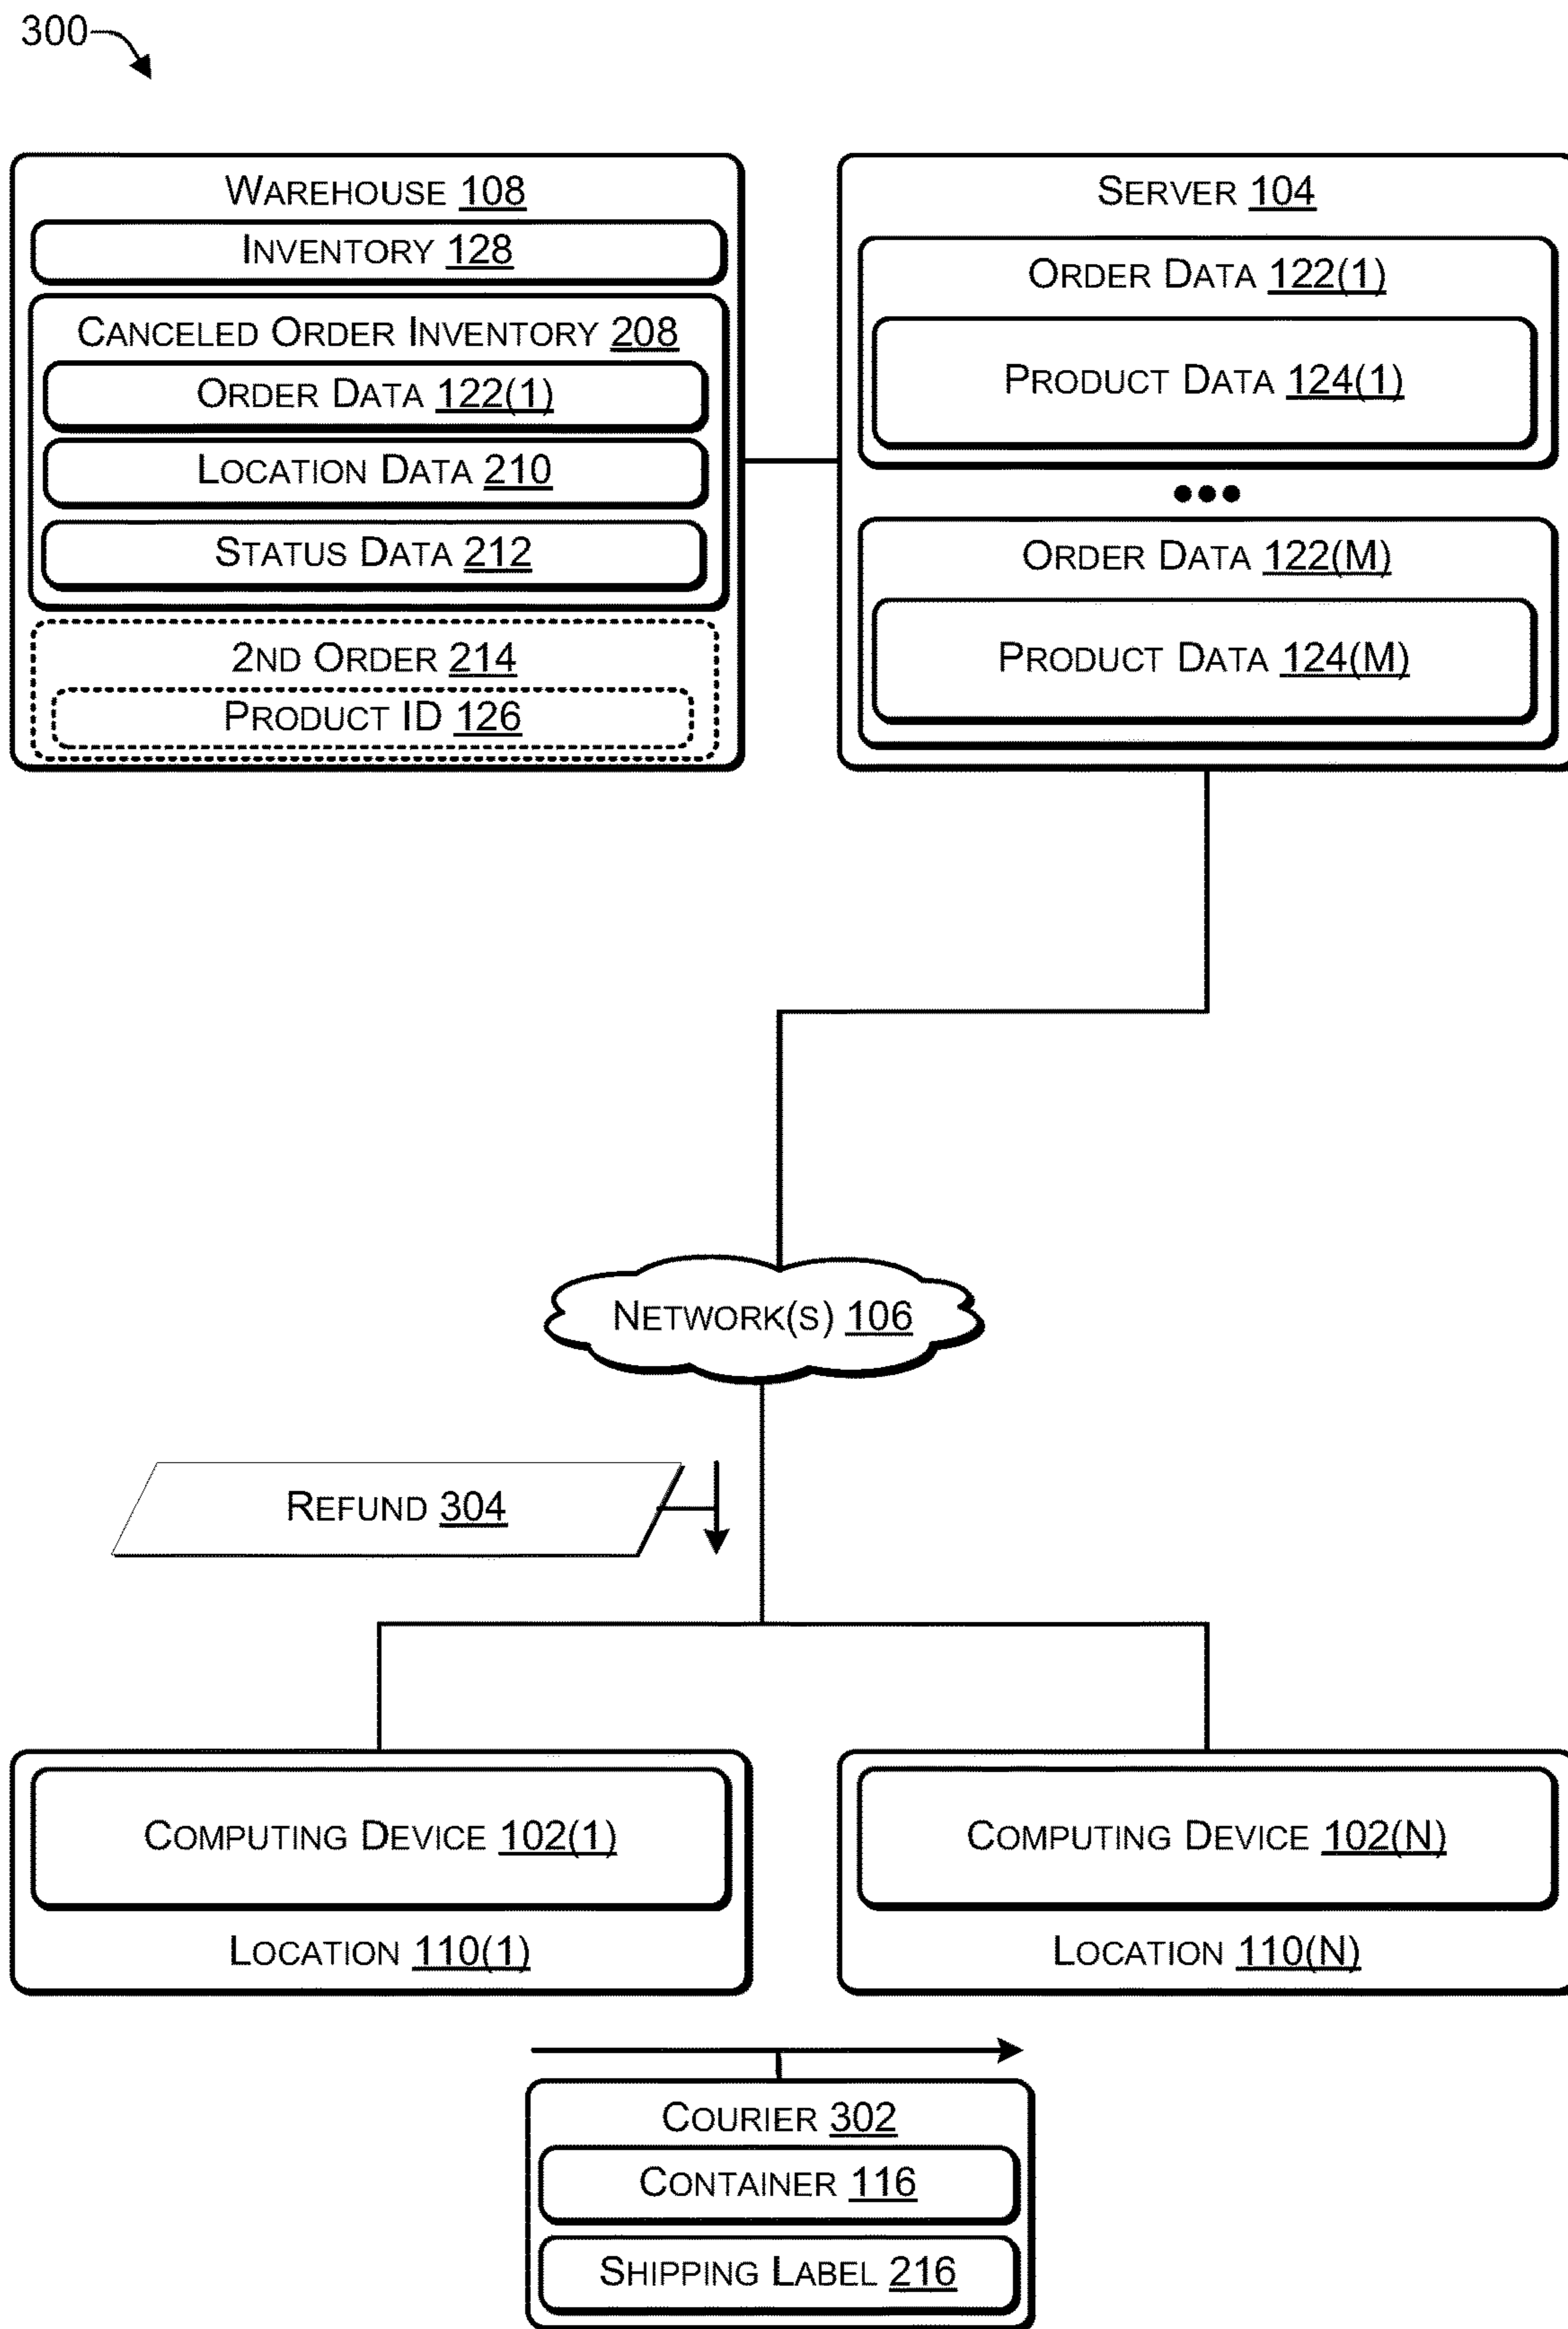 300
WAREHOUSE 108
INVENTORY 128
CANCELED ORDER INVENTORY 208
ORDER DATA 122(1)
LOCATION DATA 210
STATUS DATA 212
2ND ORDER 214
PRODUCT ID 126
SERVER 104
ORDER DATA 122(1)
PRODUCT DATA 124(1)
•••
ORDER DATA 122(M)
PRODUCT DATA 124(M)
NETWORK(S) 106
REFUND 304
COMPUTING DEVICE 102(1)
LOCATION 110(1)
COMPUTING DEVICE 102(N)
LOCATION 110(N)
COURIER 302
CONTAINER 116
SHIPPING LABEL 216